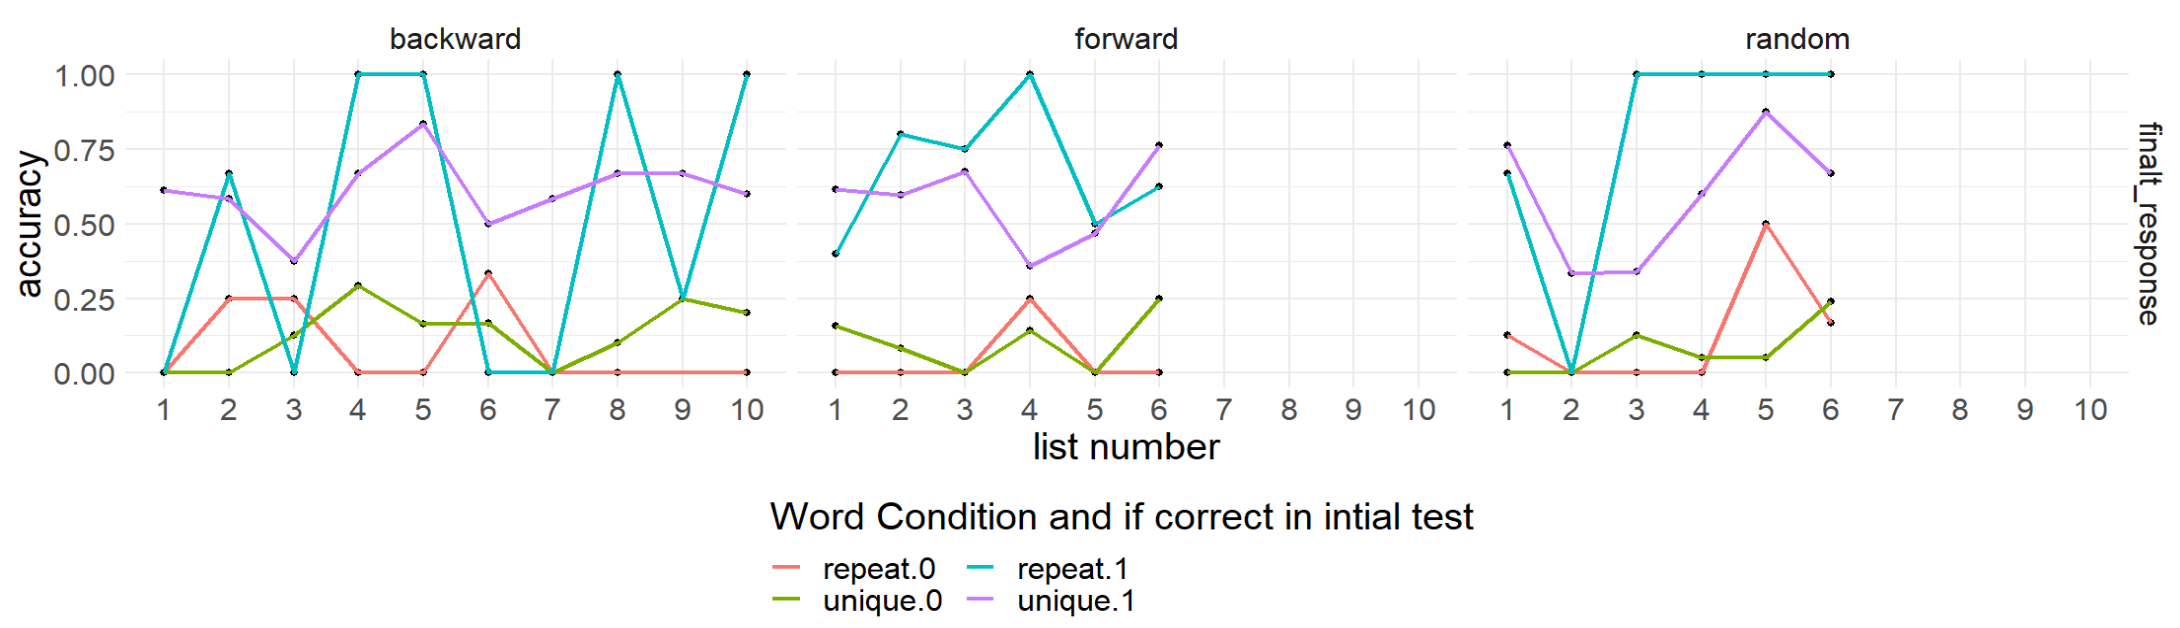 backward forward random
1.00
0.75
0.50
0.25
0.00
accuracy
finalt_response
1 2 3 4 5 6 7 8 9 10 1 2 3 4 5 6 7 8 9 10 1 2 3 4 5 6 7 8 9 10
list number
Word Condition and if correct in intial test
repeat.0 repeat.1
unique.0 unique.1